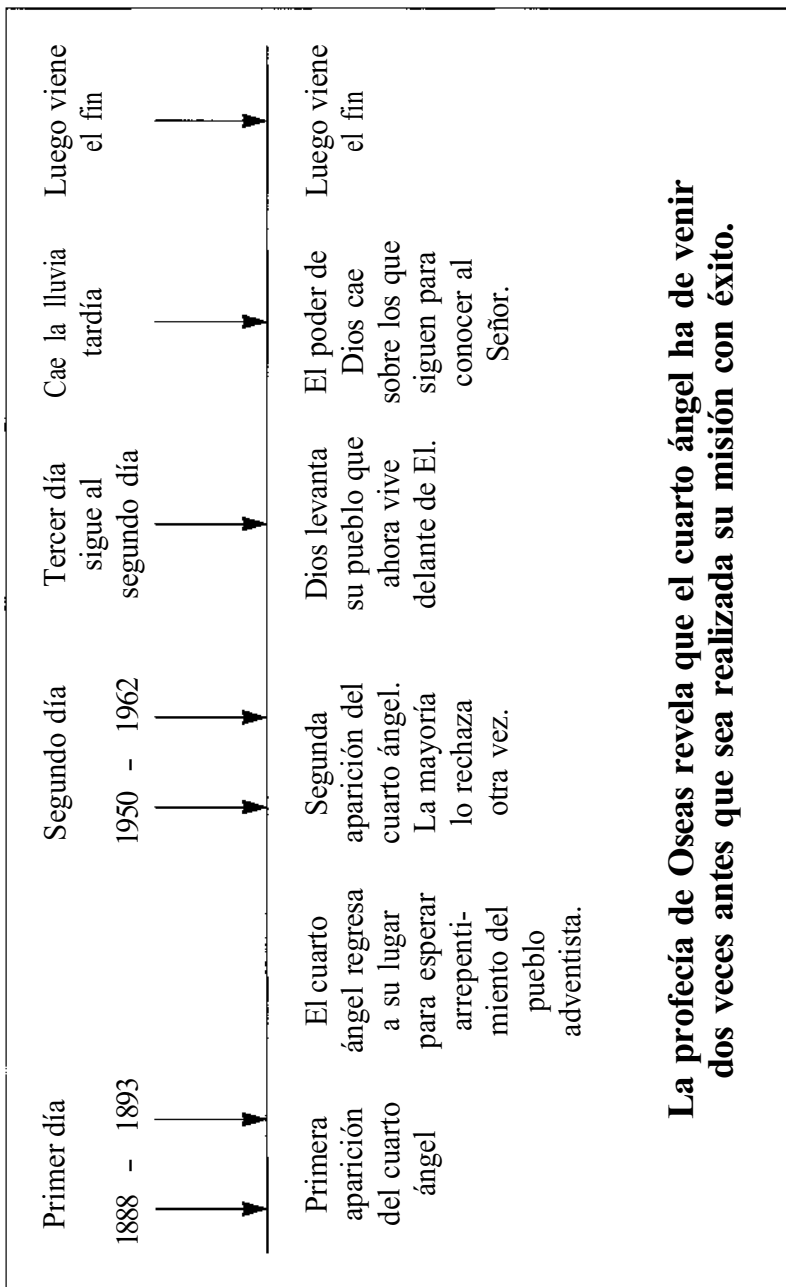 Primer día
1888 - 1893
Segundo día
1950 - 1962
Tercer día
sigue al
segundo día
Cae la lluvia
tardía
Luego viene
el fin
Primera
aparición
del cuarto
ángel
El cuarto
ángel regresa
a su lugar
para esperar
arrepenti-
miento del
pueblo
adventista.
Segunda
aparición del
cuarto ángel.
La mayoría
lo rechaza
otra vez.
Dios levanta
su pueblo que
ahora vive
delante de El.
El poder de
Dios cae
sobre los que
siguen para
conocer al
Señor.
Luego viene
el fin
La profecía de Oseas revela que el cuarto ángel ha de venir
dos veces antes que sea realizada su misión con éxito.